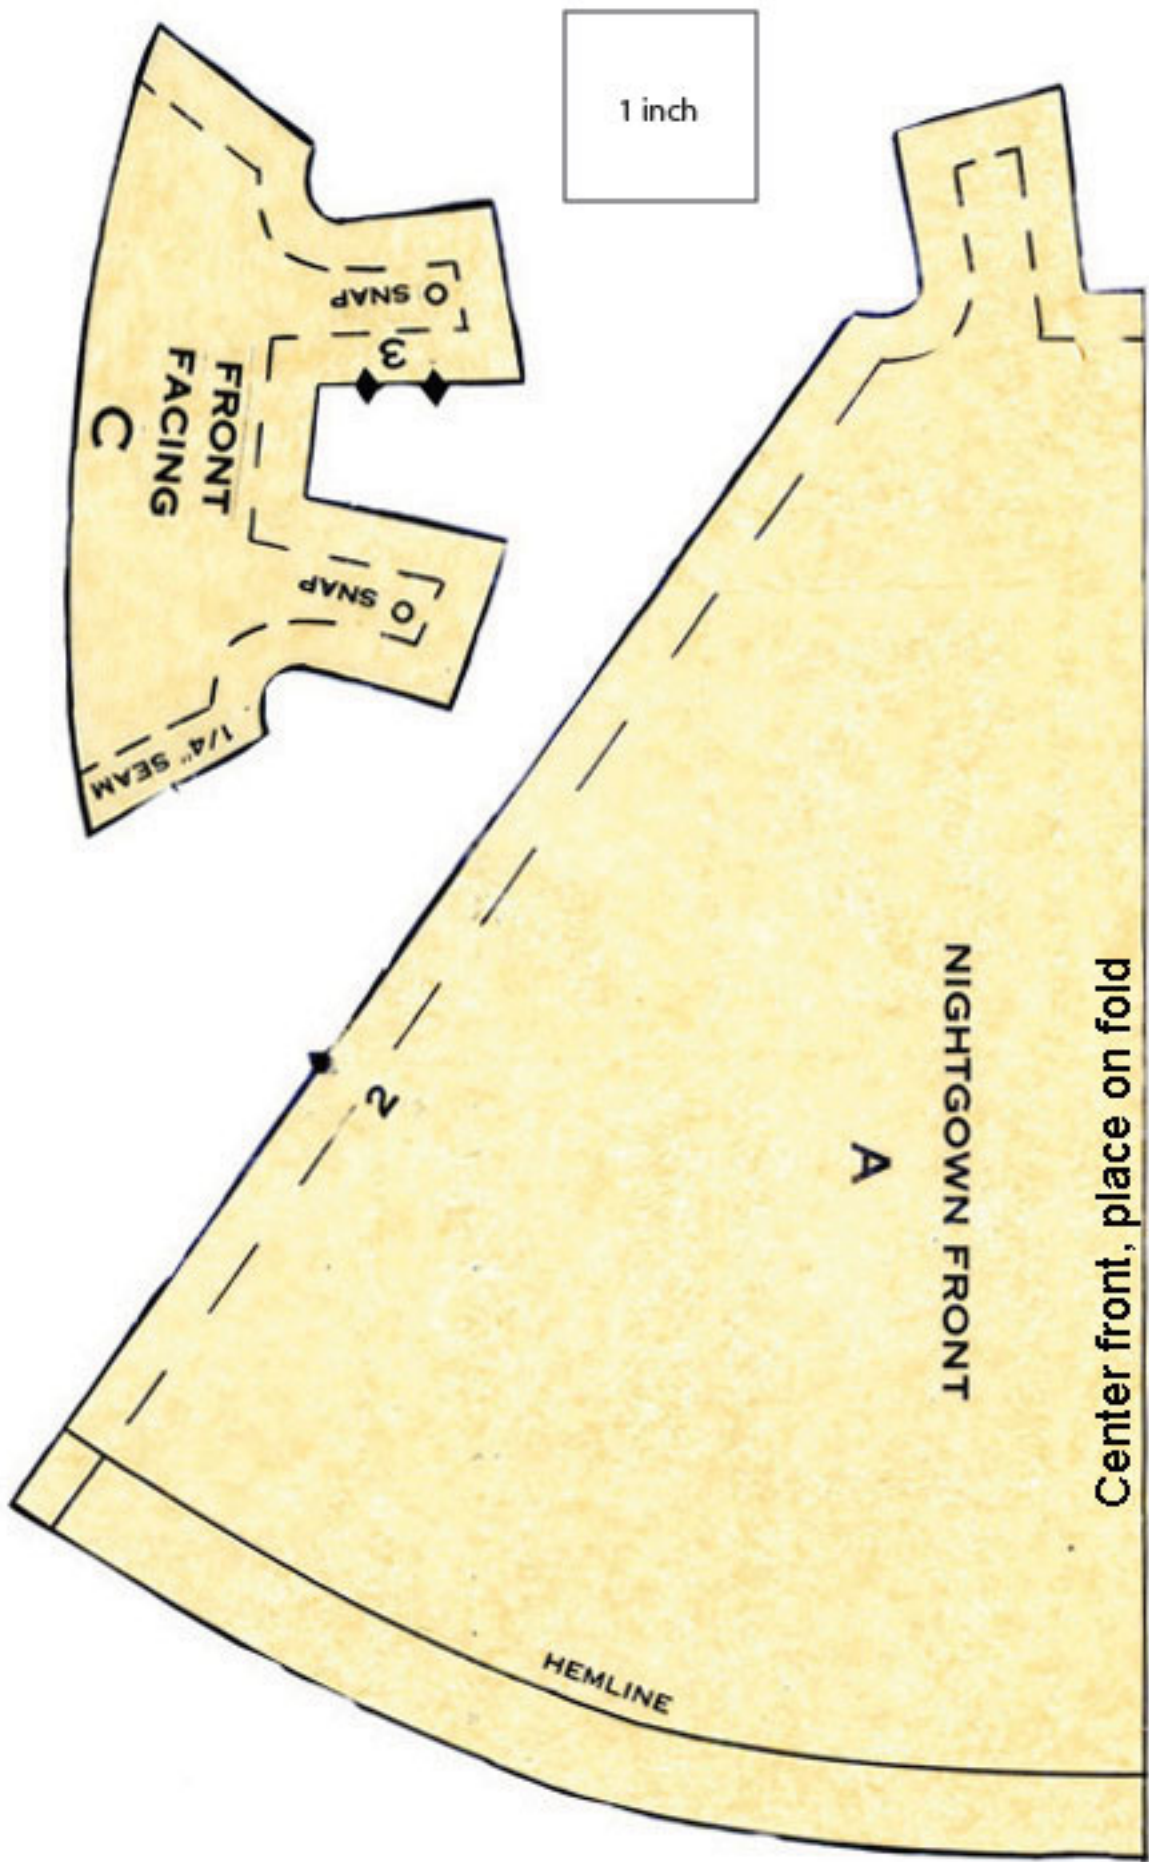 1 inch
SNAP
3
FRONT
FACING
C
SNAP
1/4" SEAM
2
NIGHTGOWN FRONT
A
Center front, place on fold
HEMLINE